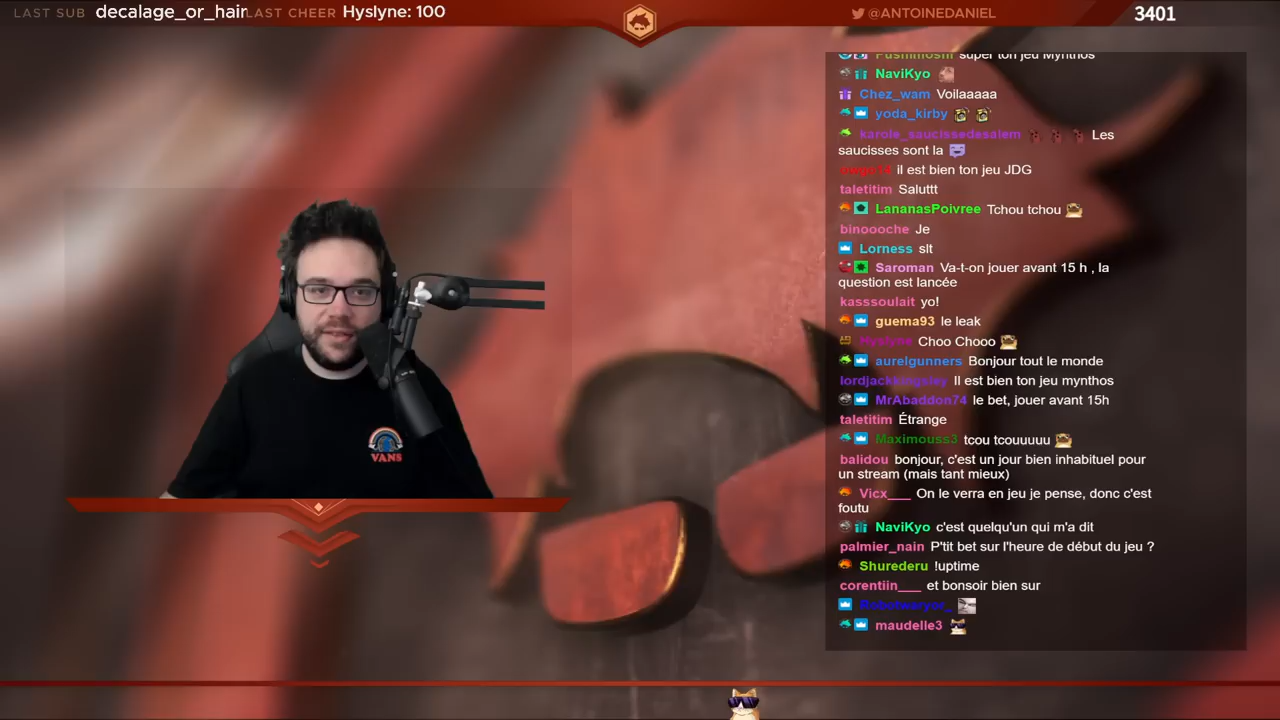 LAST SUB decalage_or_hair LAST CHEER Hyslyne: 100
@ANTOINEDANIEL
3401
Fushimoshi super ton jeu Mynthos
NaviKyo
Chez_wam Voilaaaaa
yoda_kirby
karole_saucissedesalem Les
saucisses sont la
il est bien ton jeu JDG
taletitim Saluttt
LananasPoivree Tchou tchou
binoooche Je
Lorness slt
Saroman Va-t-on jouer avant 15 h , la
question est lancée
kasssoulait yo!
guema93 le leak
Hyslyne Choo Chooo
aurelgunners Bonjour tout le monde
lordjackkingsley Il est bien ton jeu mynthos
MrAbaddon74 le bet, jouer avant 15h
taletitim Étrange
Maximouss3 tcou tcouuuuu
balidou bonjour, c'est un jour bien inhabituel pour
un stream (mais tant mieux)
Vicx___ On le verra en jeu je pense, donc c'est
foutu
NaviKyo c'est quelqu'un qui m'a dit
palmier_nain P'tit bet sur l'heure de début du jeu ?
Shurederu !uptime
corentiin___ et bonsoir bien sur
Robotwaryor_
maudelle3
VANS